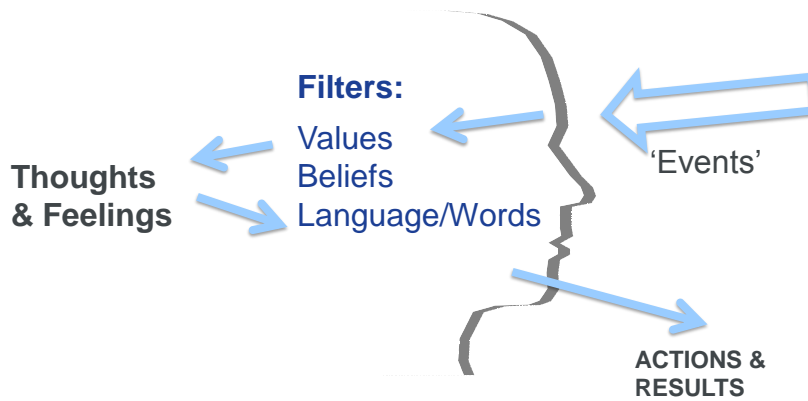 Filters:
Values
Beliefs
Language/Words
Thoughts
& Feelings
‘Events’
ACTIONS &
RESULTS